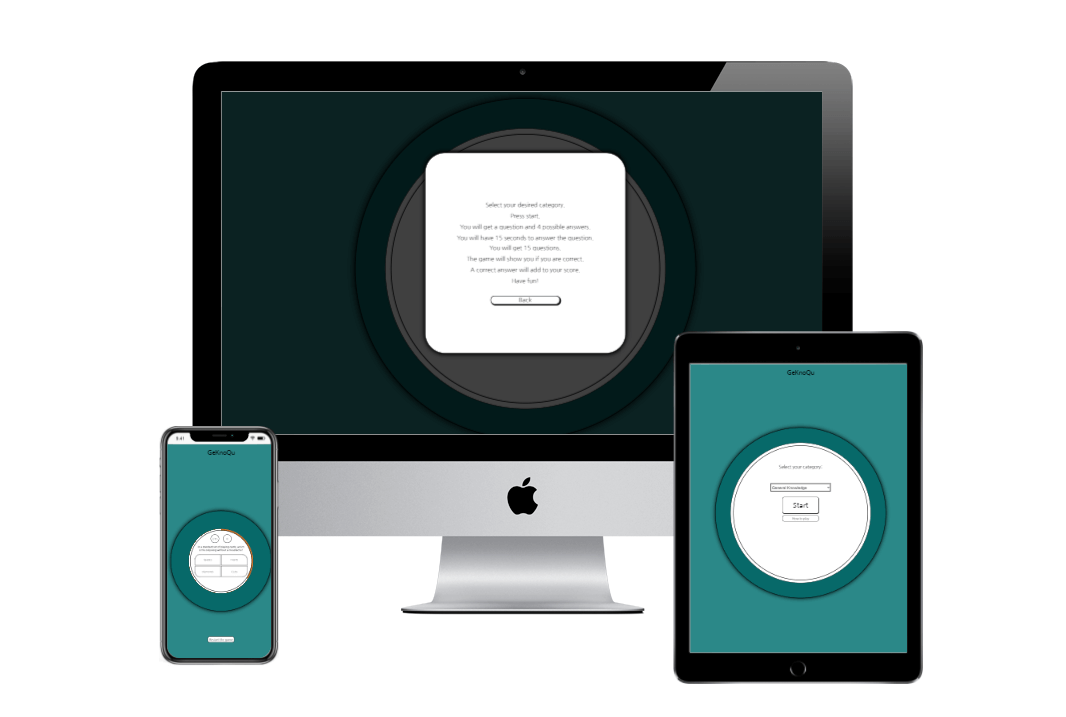 Select your desired category.
Press start.
You will get a question and 4 possible answers.
You will have 15 seconds to answer the question.
You will get 15 questions.
The game will show you if you are correct.
A correct answer will add to your score.
Have fun!
Back
GeKnoQu
Select your category:
General Knowledge
Start
How to play
9:41
GeKnoQu